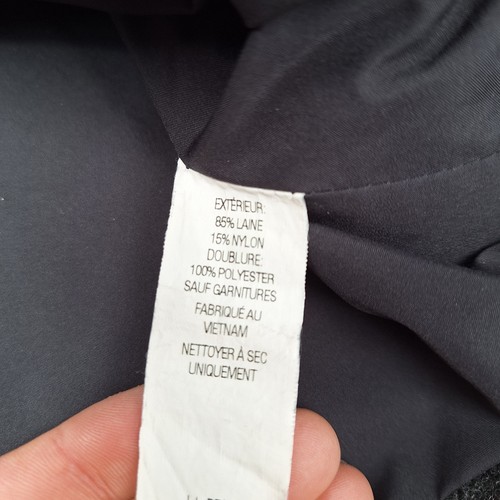 EXTÉRIEUR:
85% LAINE
15% NYLON
DOUBLURE:
100% POLYESTER
SAUF GARNITURES
FABRIQUÉ AU
VIETNAM
NETTOYER À SEC
UNIQUEMENT